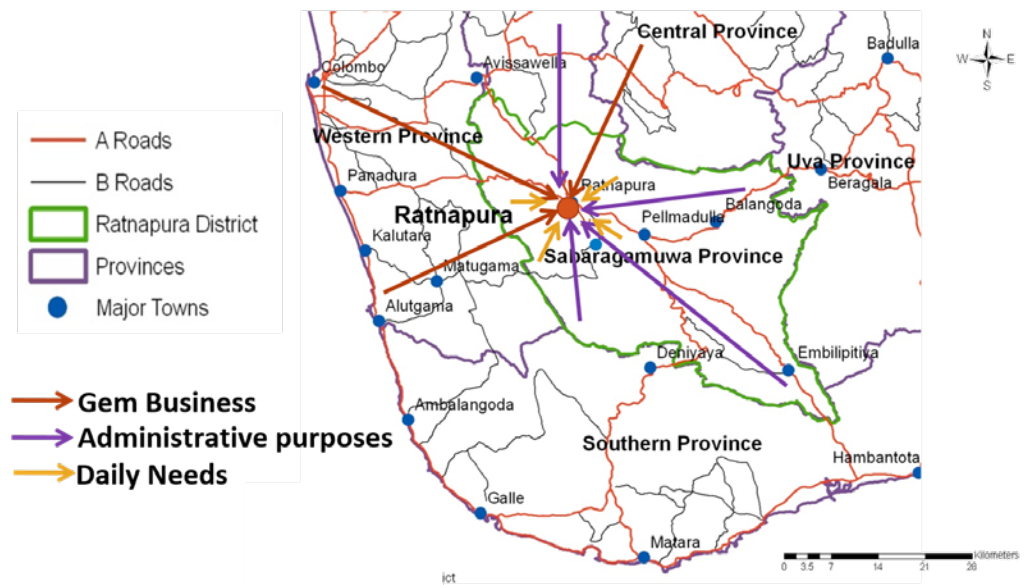 Central Province
N
W E
S
Badulla
Colombo
Avissawella
Western Province
A Roads
B Roads
Ratnapura District
Provinces
Major Towns
Uva Province
Beragala
Panadura
Ratnapura
Balangoda
Ratnapura
Pellmadulla
Kalutara
Sabaragamuwa Province
Matugama
Alutgama
Deniyaya
Embilipitiya
Gem Business
Administrative purposes
Daily Needs
Ambalangoda
Southern Province
Hambantota
Galle
Matara
Kilometers
0 3.5 7 14 21 28
ict